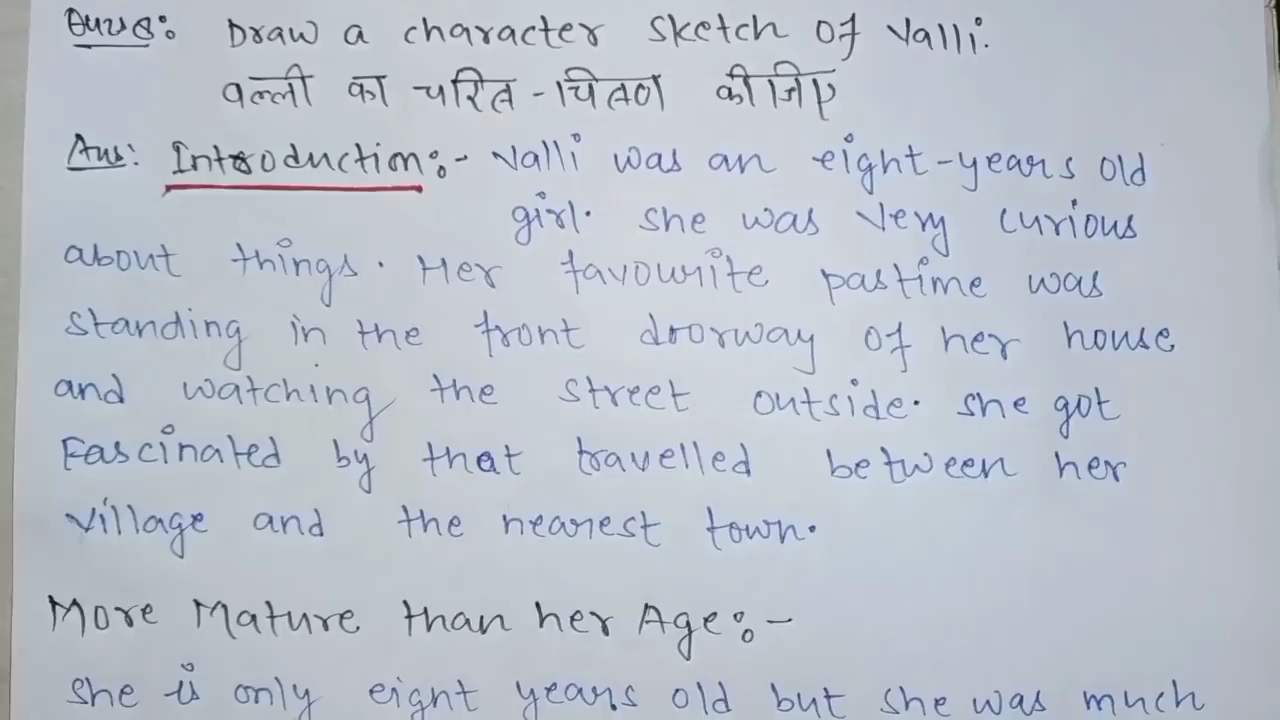 Ques: Draw a character sketch of Valli.
वल्ली का चरित-चितण कीजिए
Ans: Introduction:- Valli was an eight-years old
girl. she was very curious
about things. Her favourite pastime was
standing in the front doorway of her house
and watching the street outside. she got
Fascinated by that travelled between her
village and the nearest town.
More Mature than her Age:-
she is only eight years old but she was much